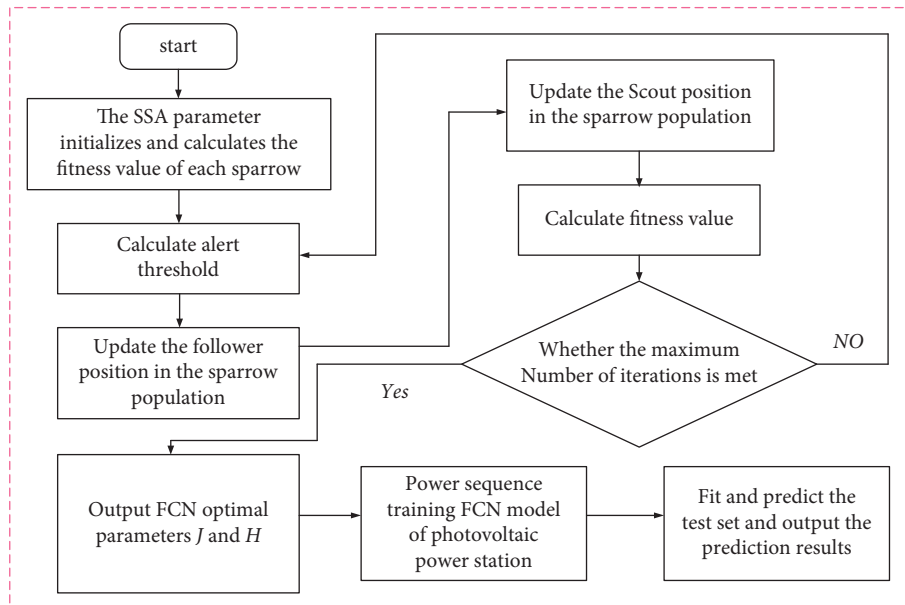 start
The SSA parameter
initializes and calculates the
fitness value of each sparrow
Calculate alert
threshold
Update the follower
position in the sparrow
population
Update the Scout position
in the sparrow population
Calculate fitness value
Whether the maximum
Number of iterations is met
NO
Yes
Output FCN optimal
parameters J and H
Power sequence
training FCN model
of photovoltaic
power station
Fit and predict the
test set and output the
prediction results